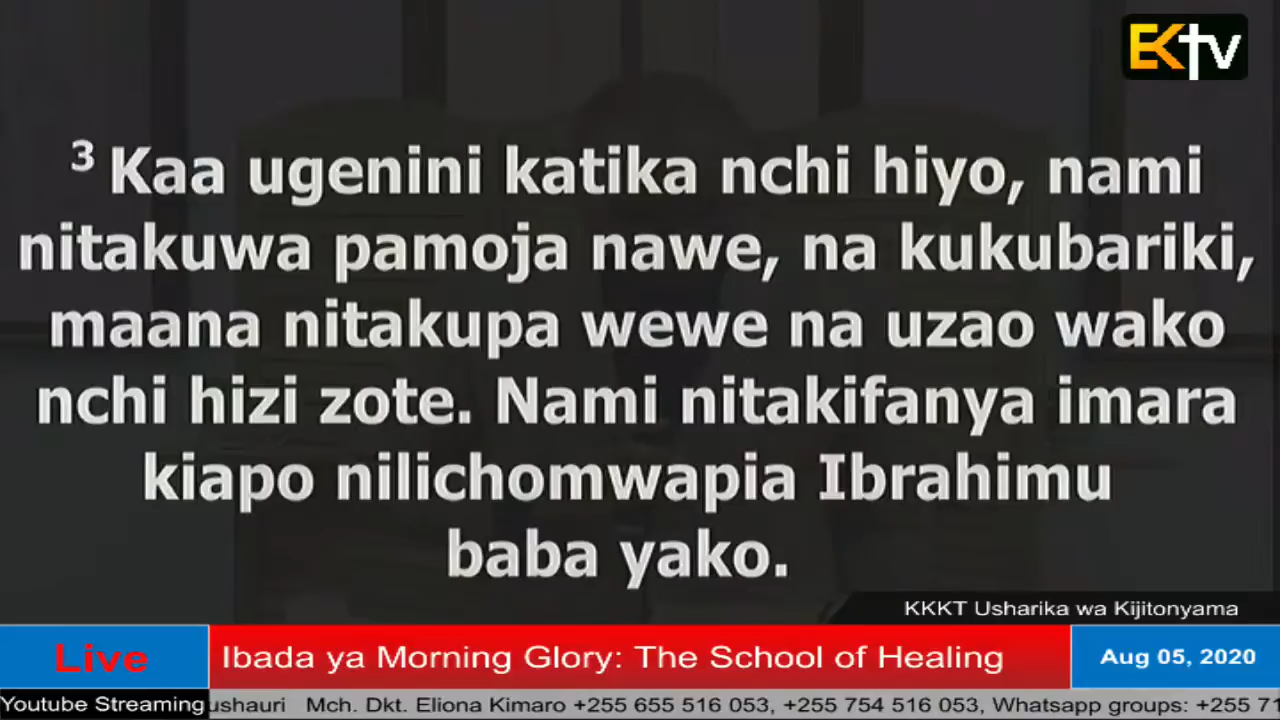 EKTV
3 Kaa ugenini katika nchi hiyo, nami
nitakuwa pamoja nawe, na kukubariki,
maana nitakupa wewe na uzao wako
nchi hizi zote. Nami nitakifanya imara
kiapo nilichomwapia Ibrahimu
baba yako.
KKKT Usharika wa Kijitonyama
Live Ibada ya Morning Glory: The School of Healing Aug 05, 2020
Youtube Streaming Mch. Dkt. Eliona Kimaro +255 655 516 053, +255 754 516 053, Whatsapp groups: +255